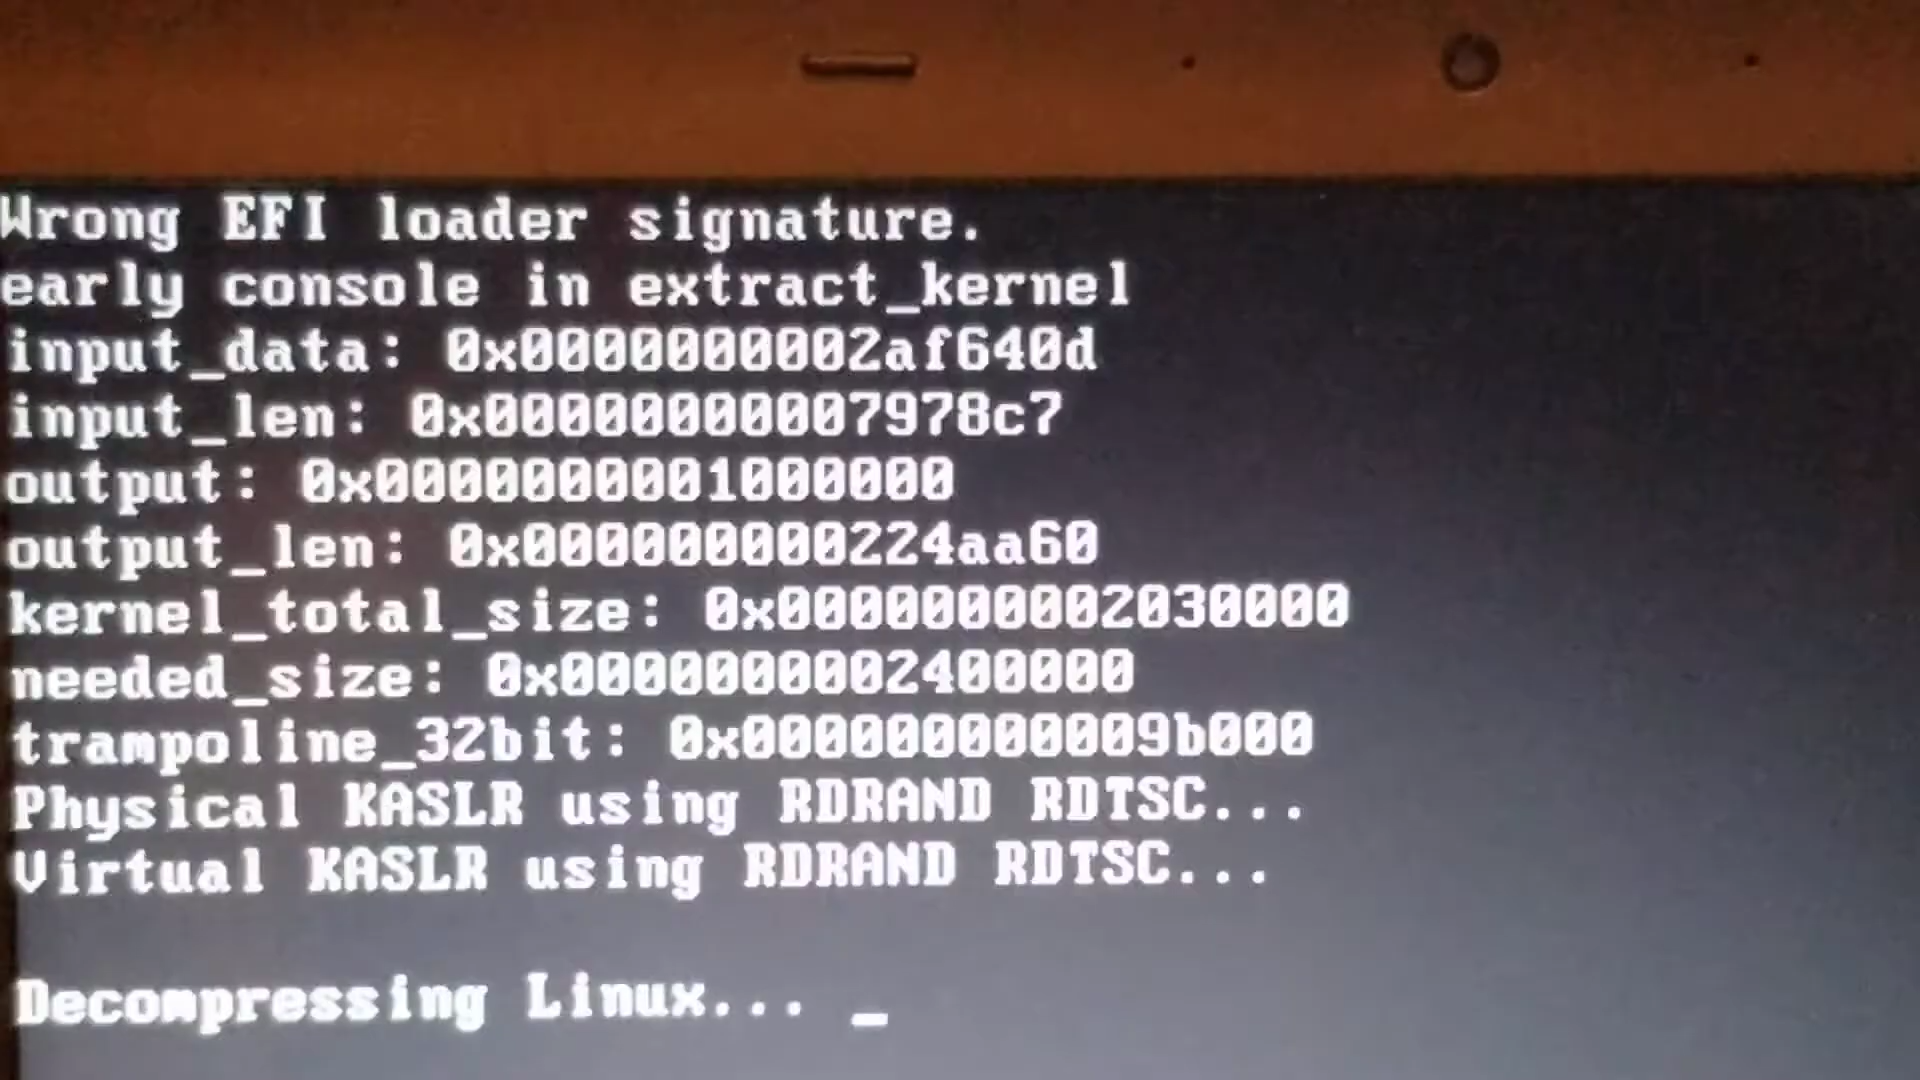 Wrong EFI loader signature.
early console in extract_kernel
input_data: 0x0000000002af640d
input_len: 0x00000000007978c7
output: 0x0000000001000000
output_len: 0x000000000224aa60
kernel_total_size: 0x0000000002030000
needed_size: 0x0000000002400000
trampoline_32bit: 0x000000000009b000
Physical KASLR using RDRAND RDTSC...
Virtual KASLR using RDRAND RDTSC...
Decompressing Linux... _